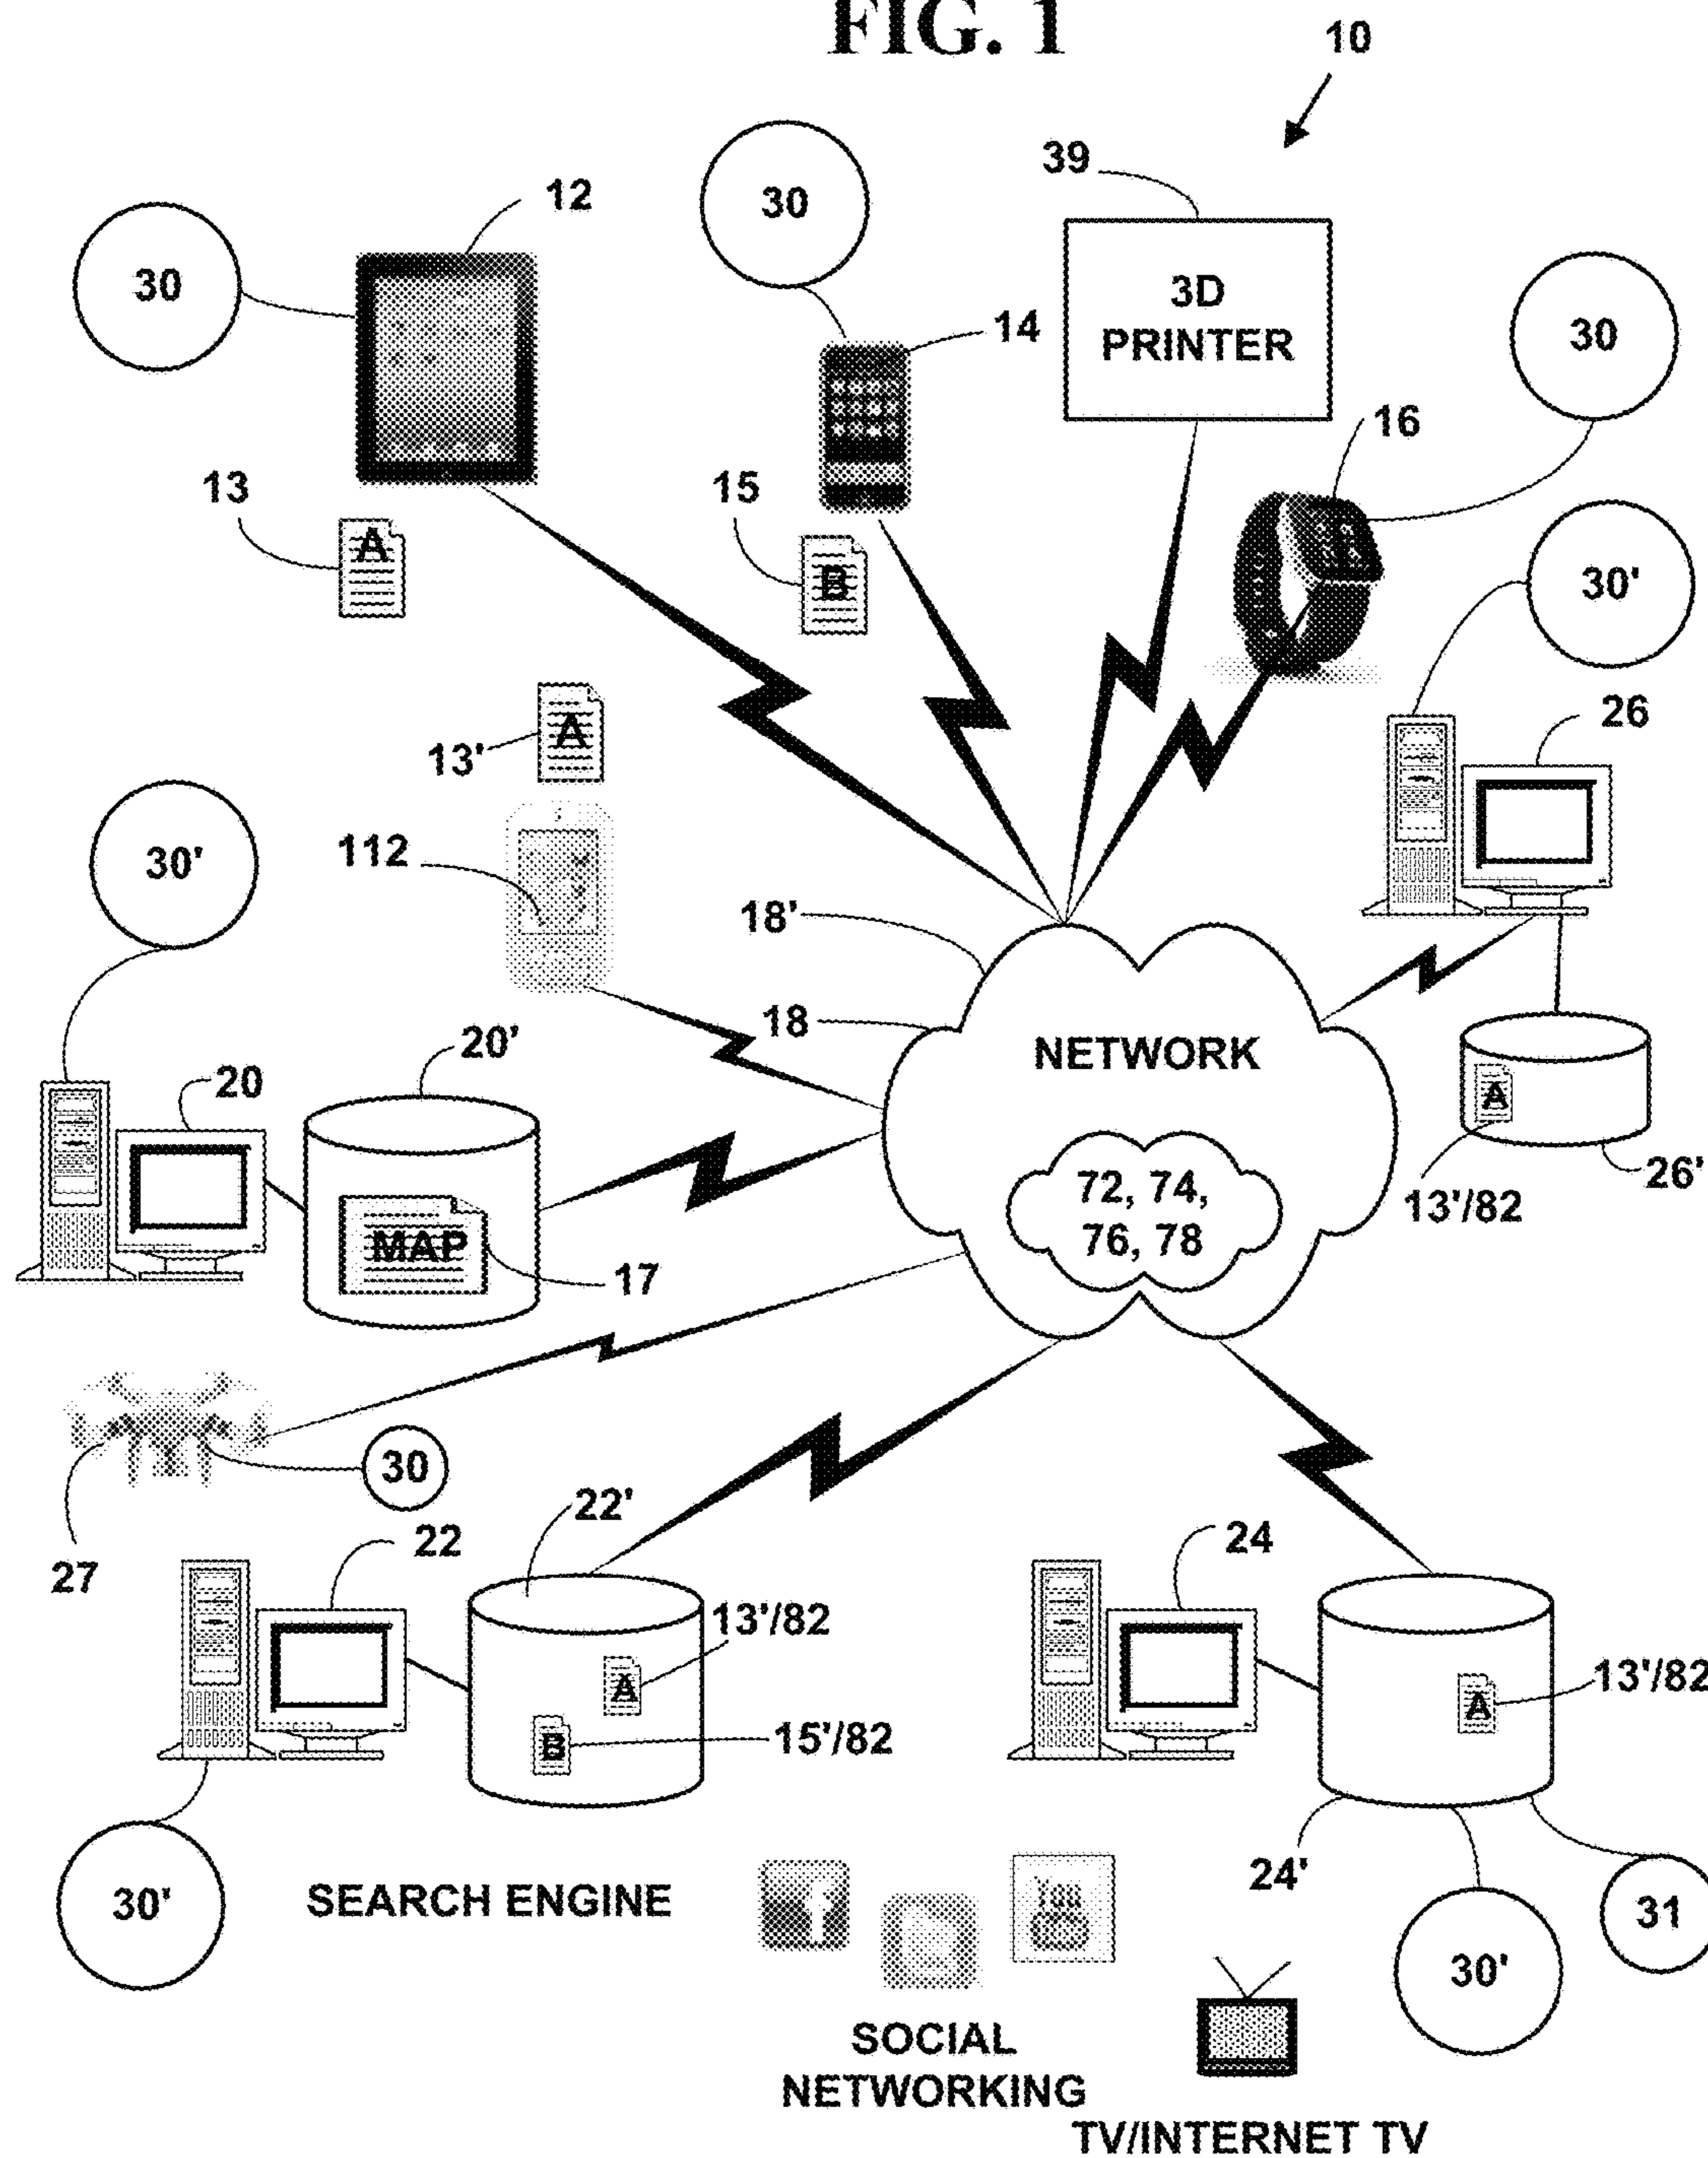 FIG. 1
10
39
12
30
30
3D
PRINTER
30
14
30
16
13
A
15
B
30'
26
A
13'
112
30'
18'
18
NETWORK
20'
20
A
72, 74,
76, 78
13'/82
26'
MAP
17
30
27
22'
22
24
13'/82
A
13'/82
A
B
15'/82
24'
30'
SEARCH ENGINE
f
You
31
30'
SOCIAL
NETWORKING
TV/INTERNET TV